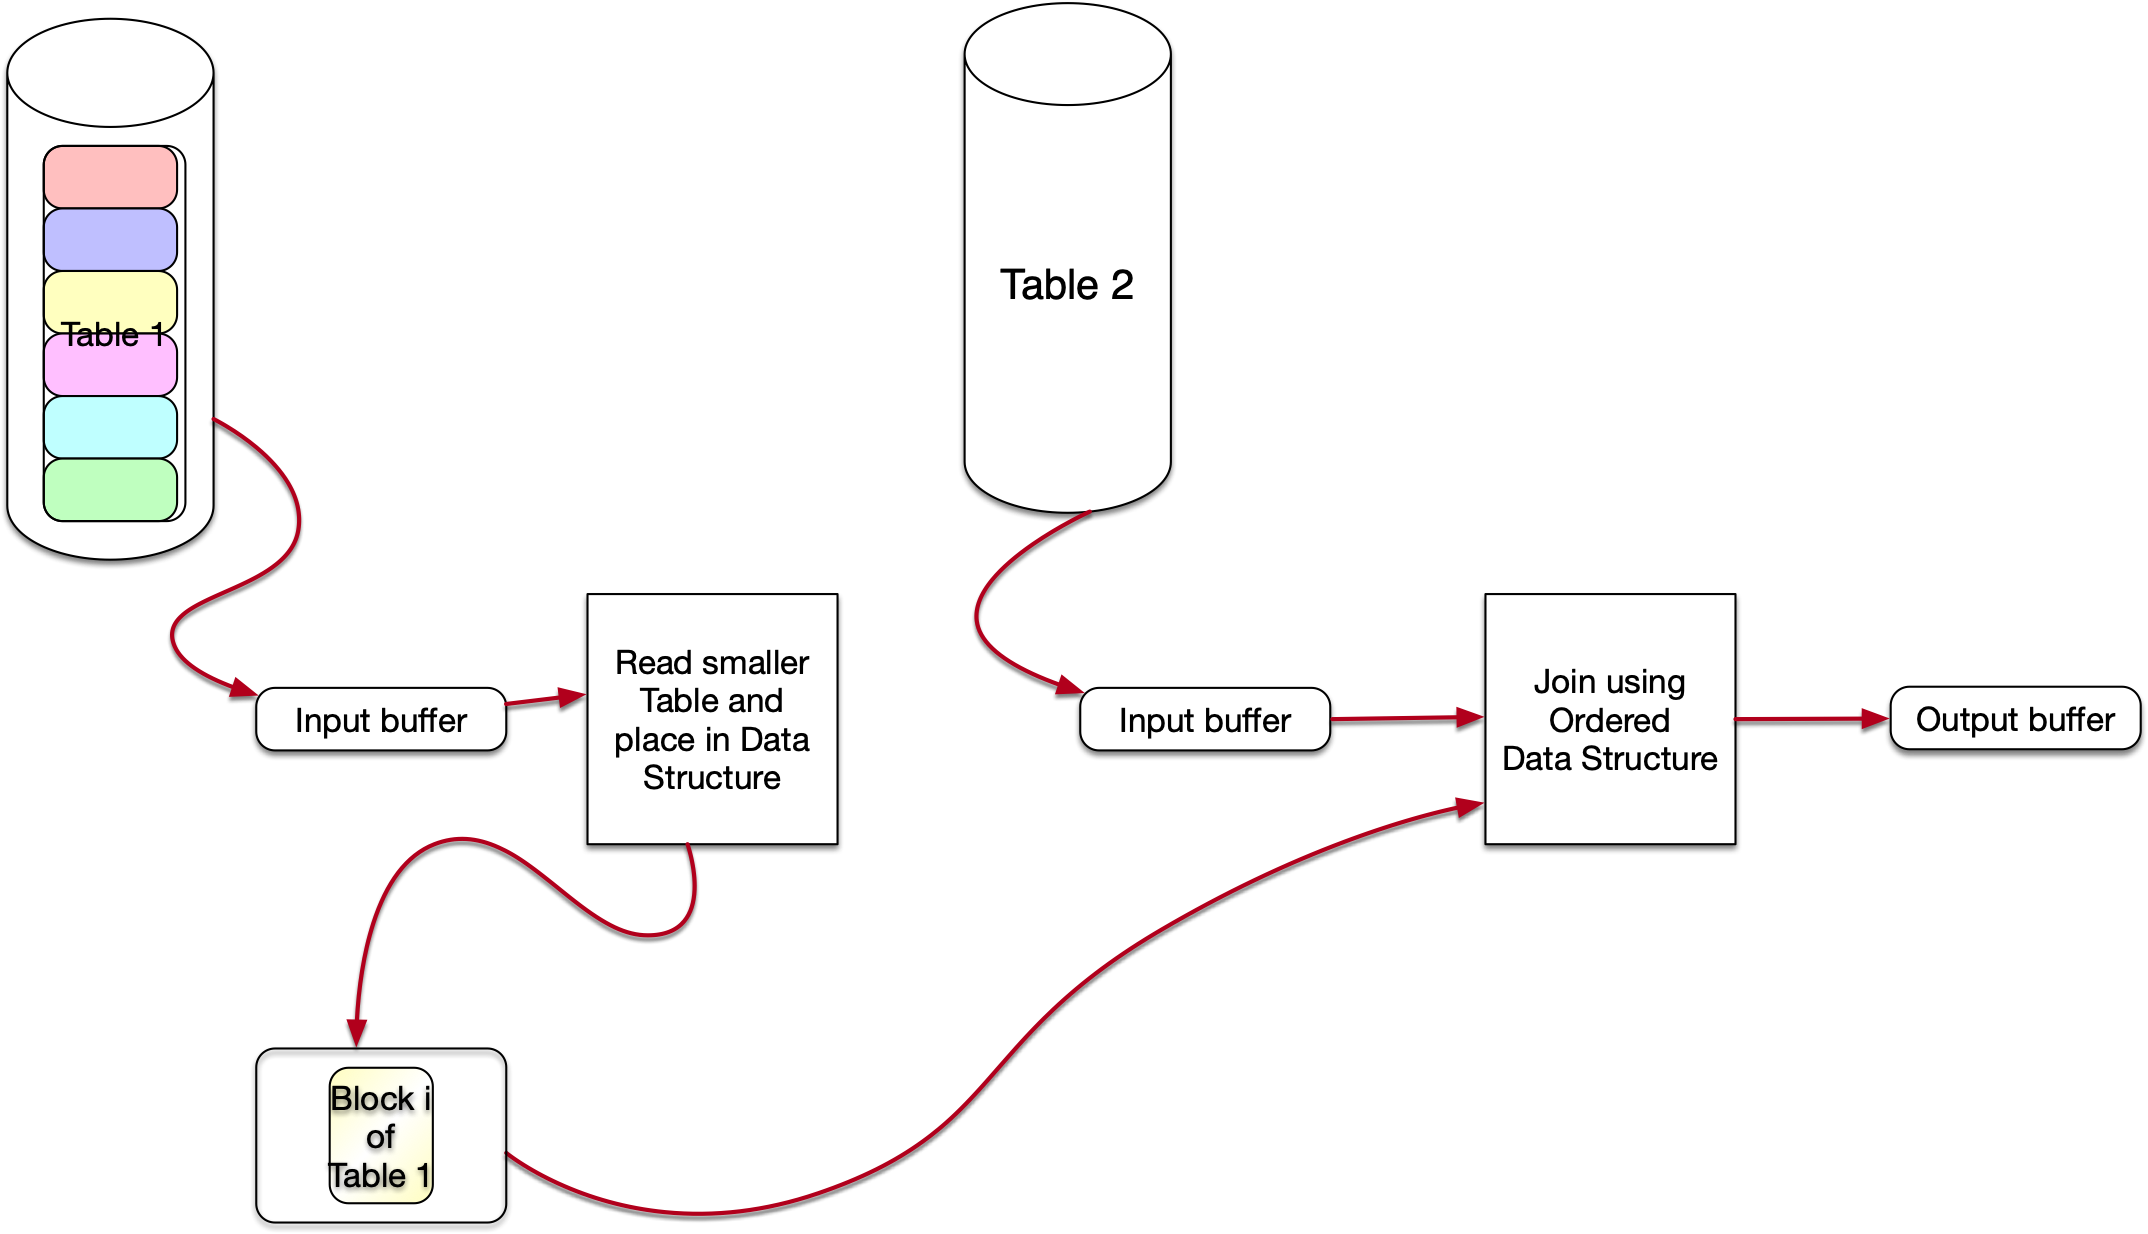 Table 1
Table 2
Input buffer
Read smaller
Table and
place in Data
Structure
Input buffer
Join using
Ordered
Data Structure
Output buffer
Block i
of
Table 1